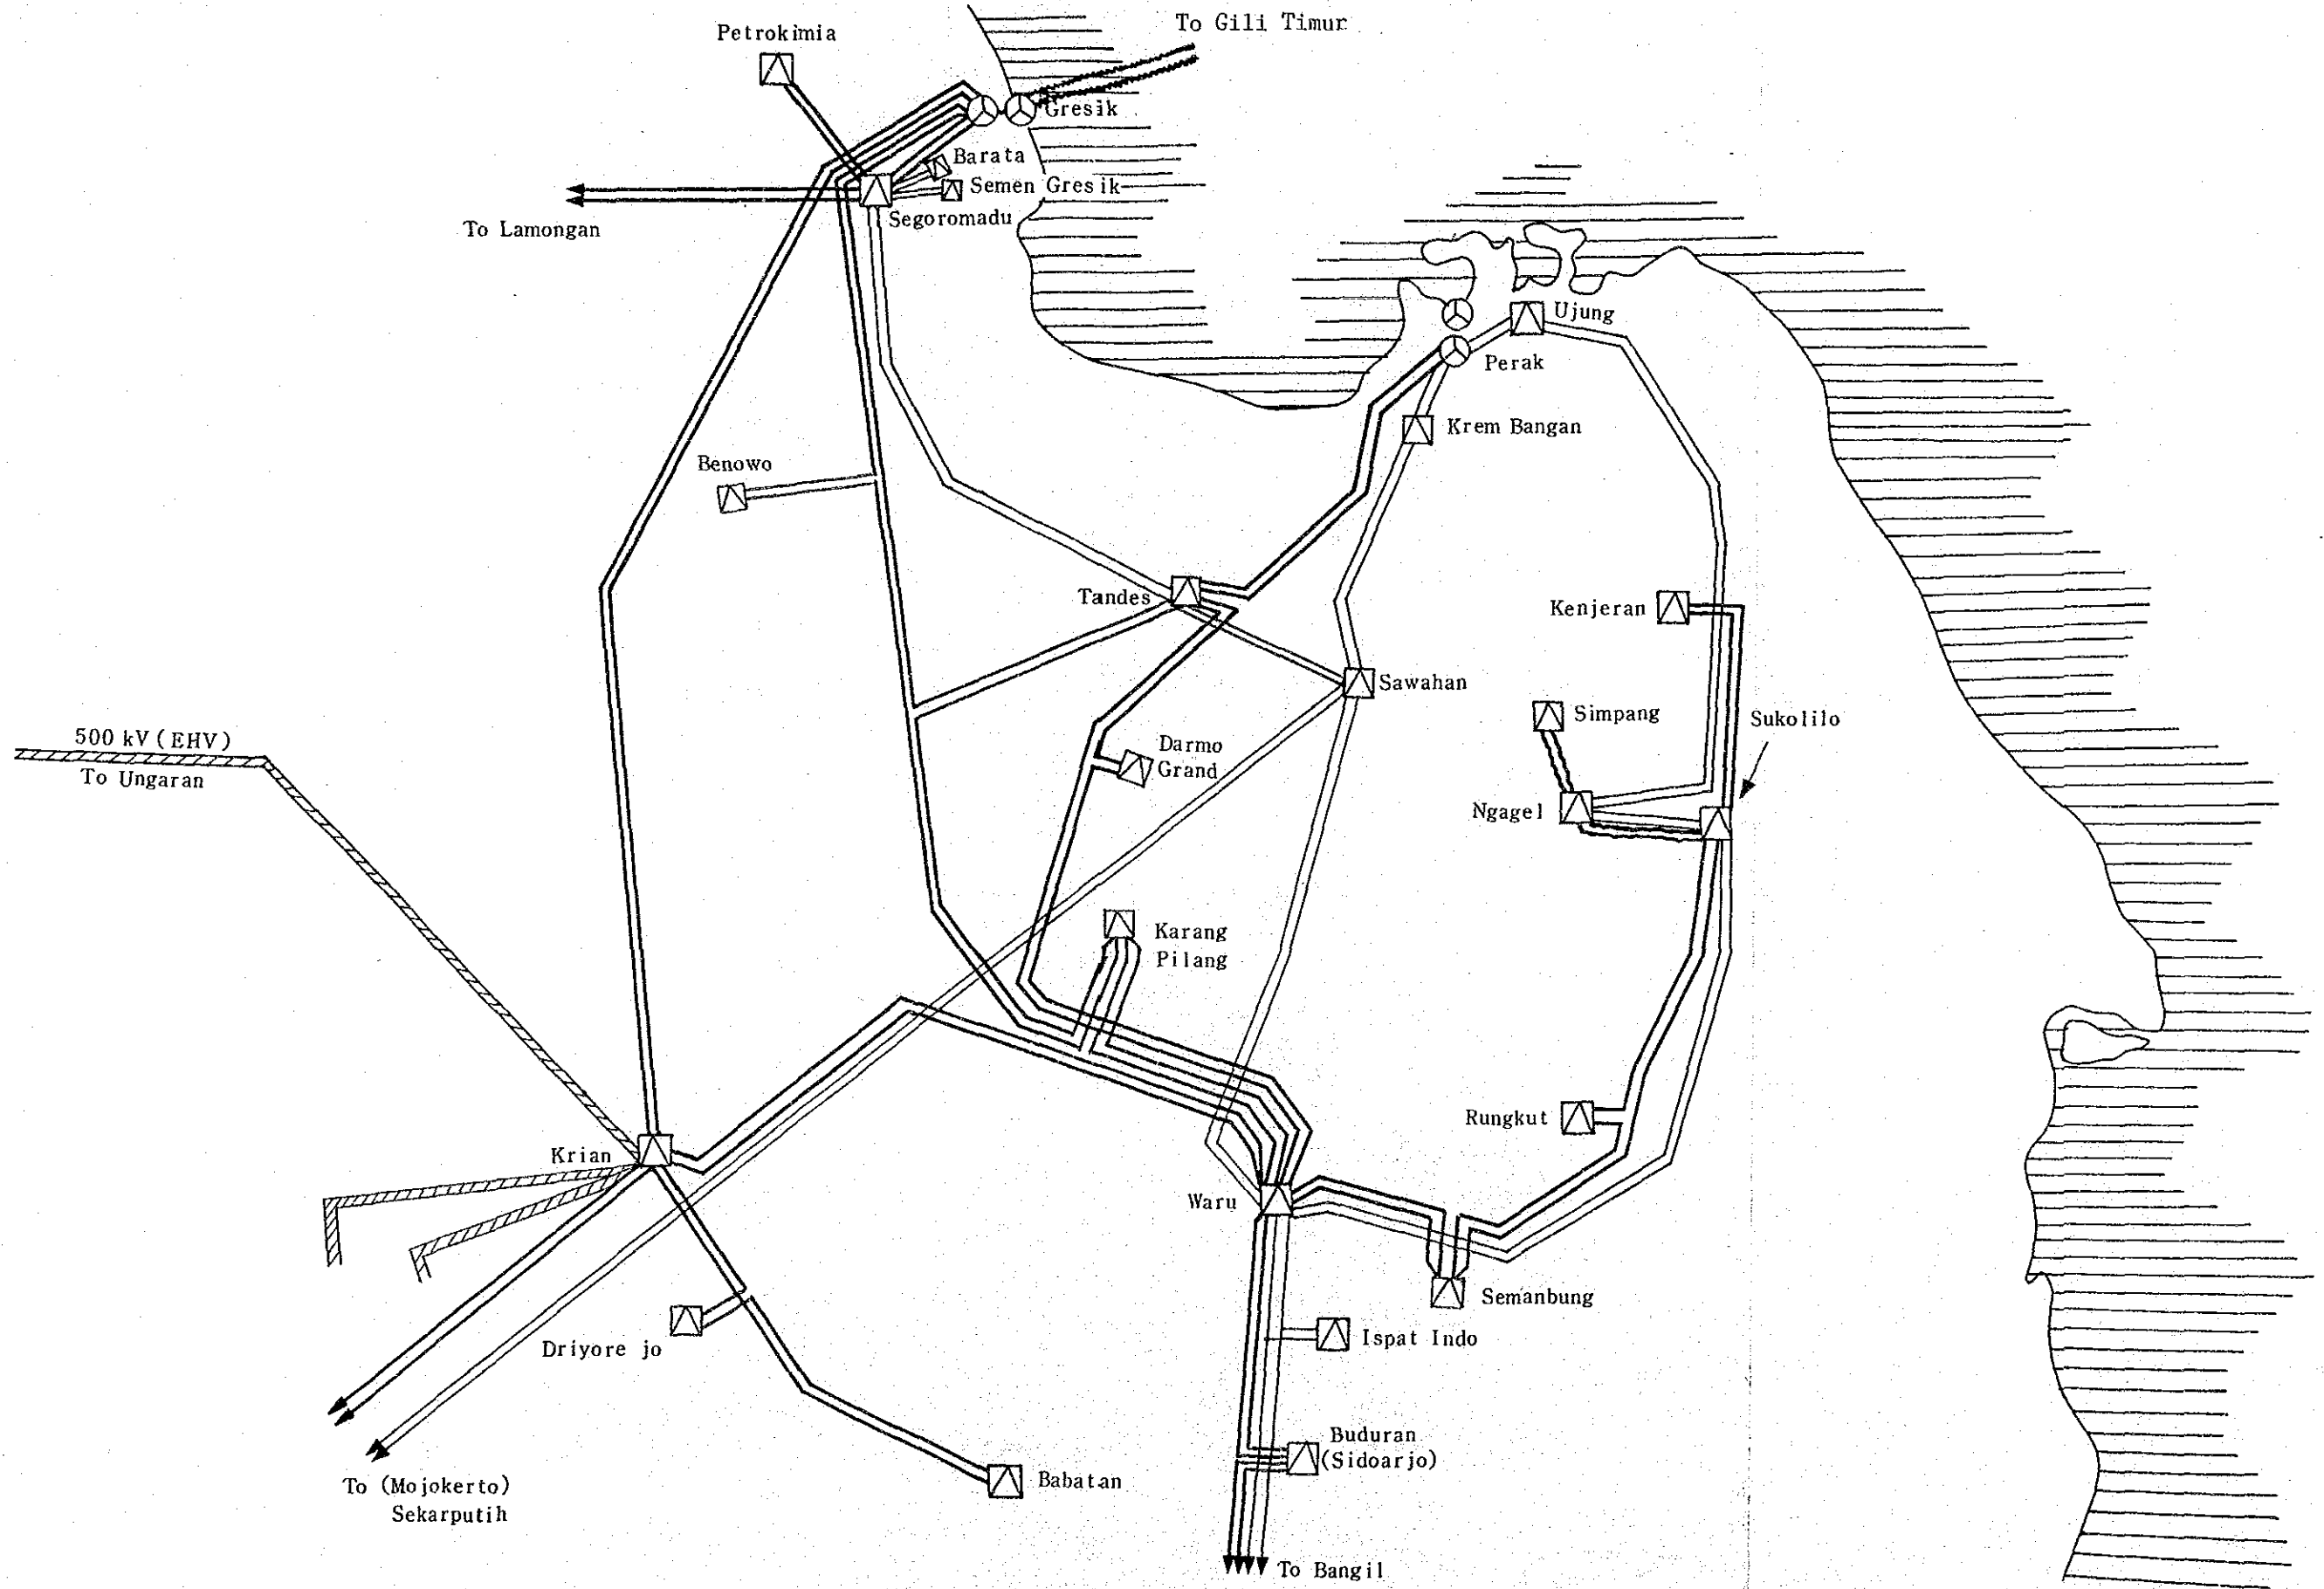 To Gili Timur
Petrokimia
Gresik
Barata
Semen Gresik
Segoromadu
To Lamongan
Ujung
Perak
Krem Bangan
Benowo
Tandes
Kenjeran
Sawahan
Simpang
Sukolilo
500 kV (EHV)
To Ungaran
Darmo
Grand
Ngagel
Karang
Pilang
Rungkut
Krian
Waru
Semanbung
Ispat Indo
Driyore jo
Buduran
(Sidoarjo)
Babatan
To (Mojokerto)
Sekarputih
To Bangil